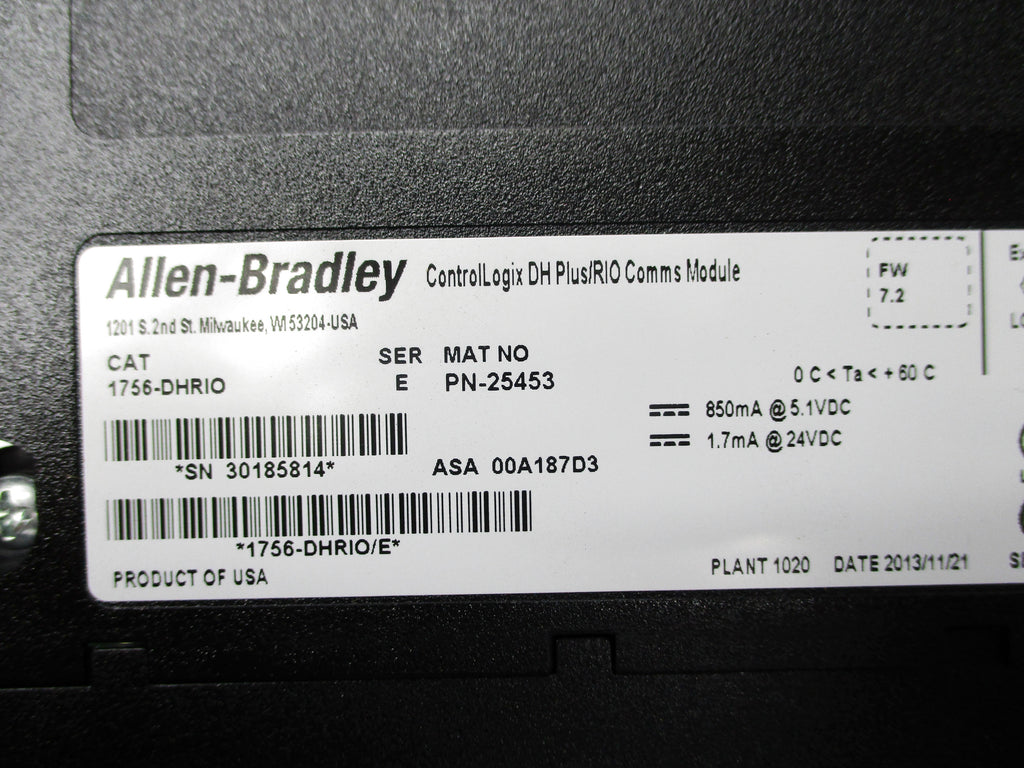 Allen-Bradley ControlLogix DH Plus/RIO Comms Module
FW
7.2
1201 S. 2nd St. Milwaukee, WI 53204-USA
CAT SER MAT NO
1756-DHRIO E PN-25453
0 C < Ta < + 60 C
850mA @ 5.1VDC
1.7mA @ 24VDC
*SN 30185814* ASA 00A187D3
*1756-DHRIO/E*
PRODUCT OF USA PLANT 1020 DATE 2013/11/21